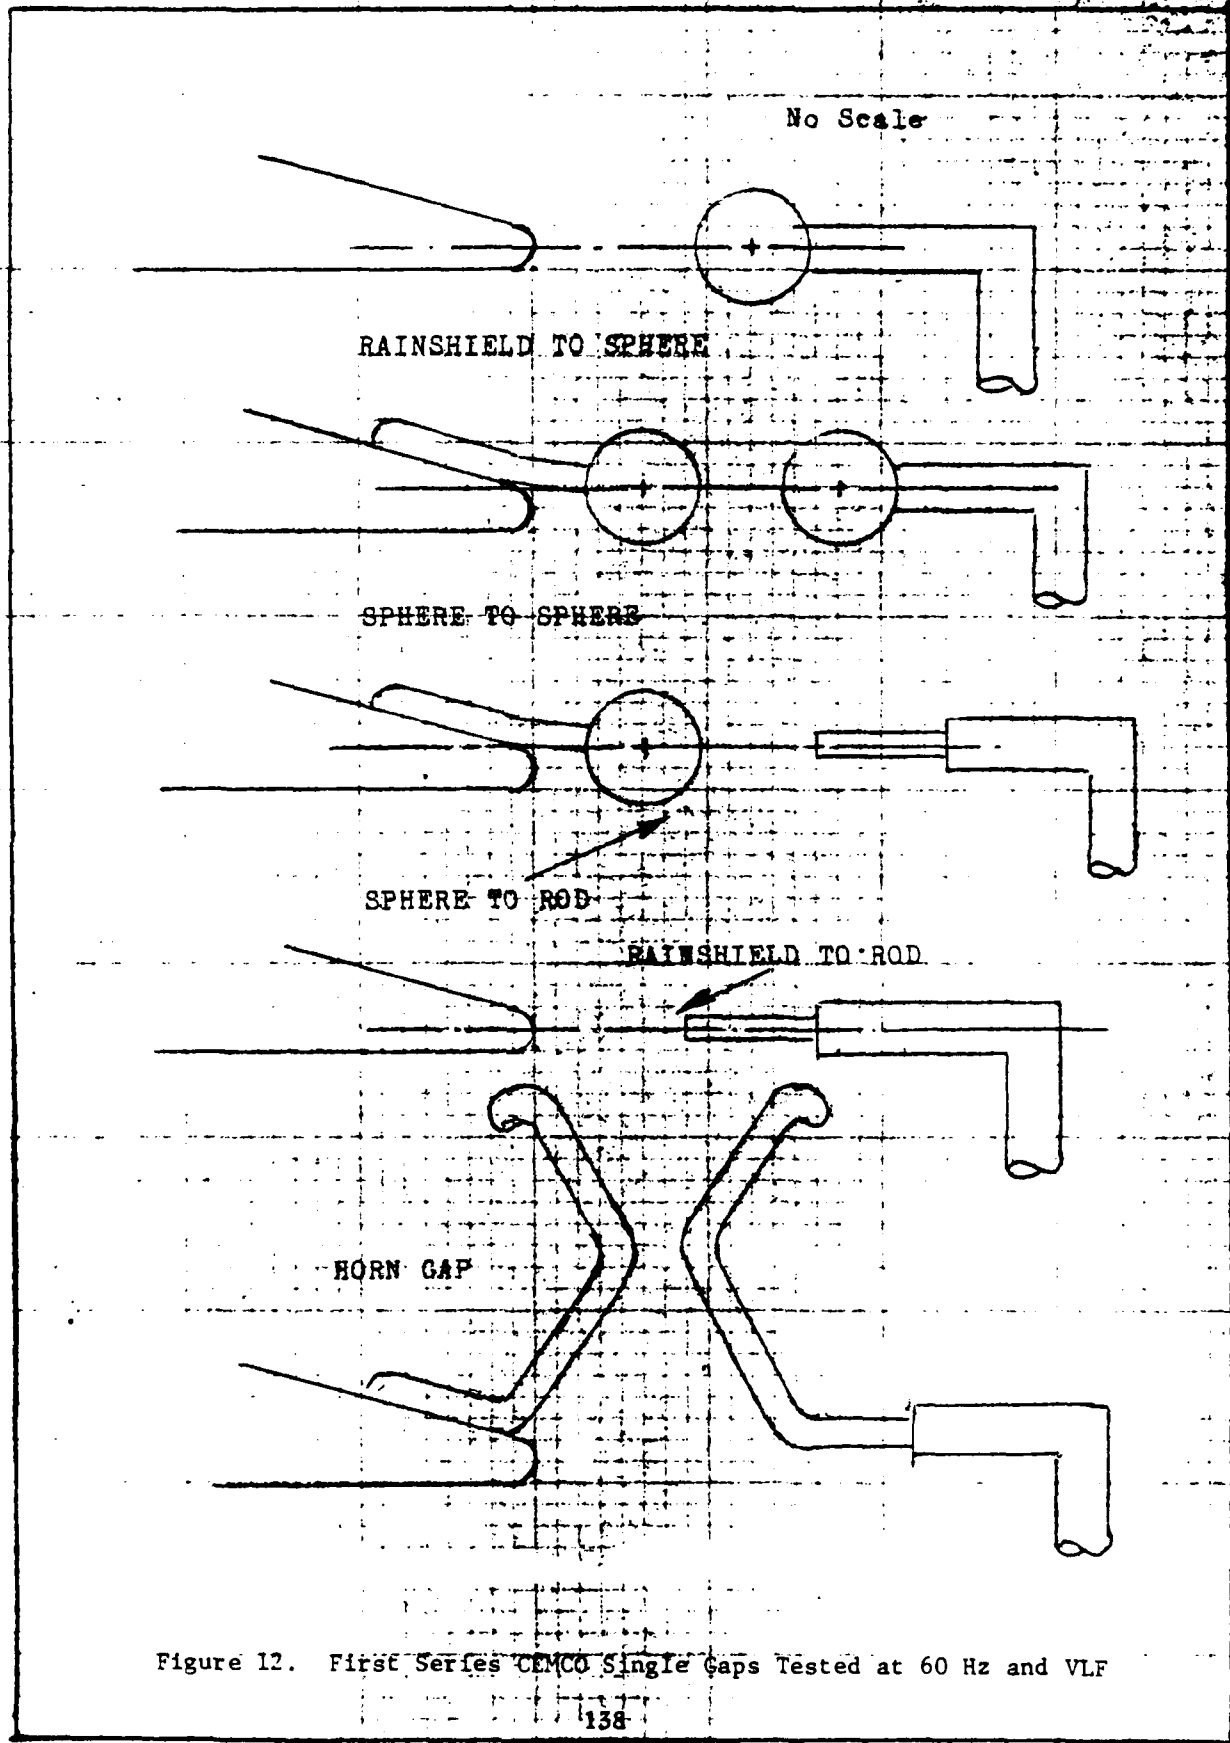 No Scale
RAINSHIELD TO SPHERE
SPHERE TO SPHERE
SPHERE TO ROD
RAINSHIELD TO ROD
HORN GAP
Figure 12. First Series CEMCO Single Gaps Tested at 60 Hz and VLF
138